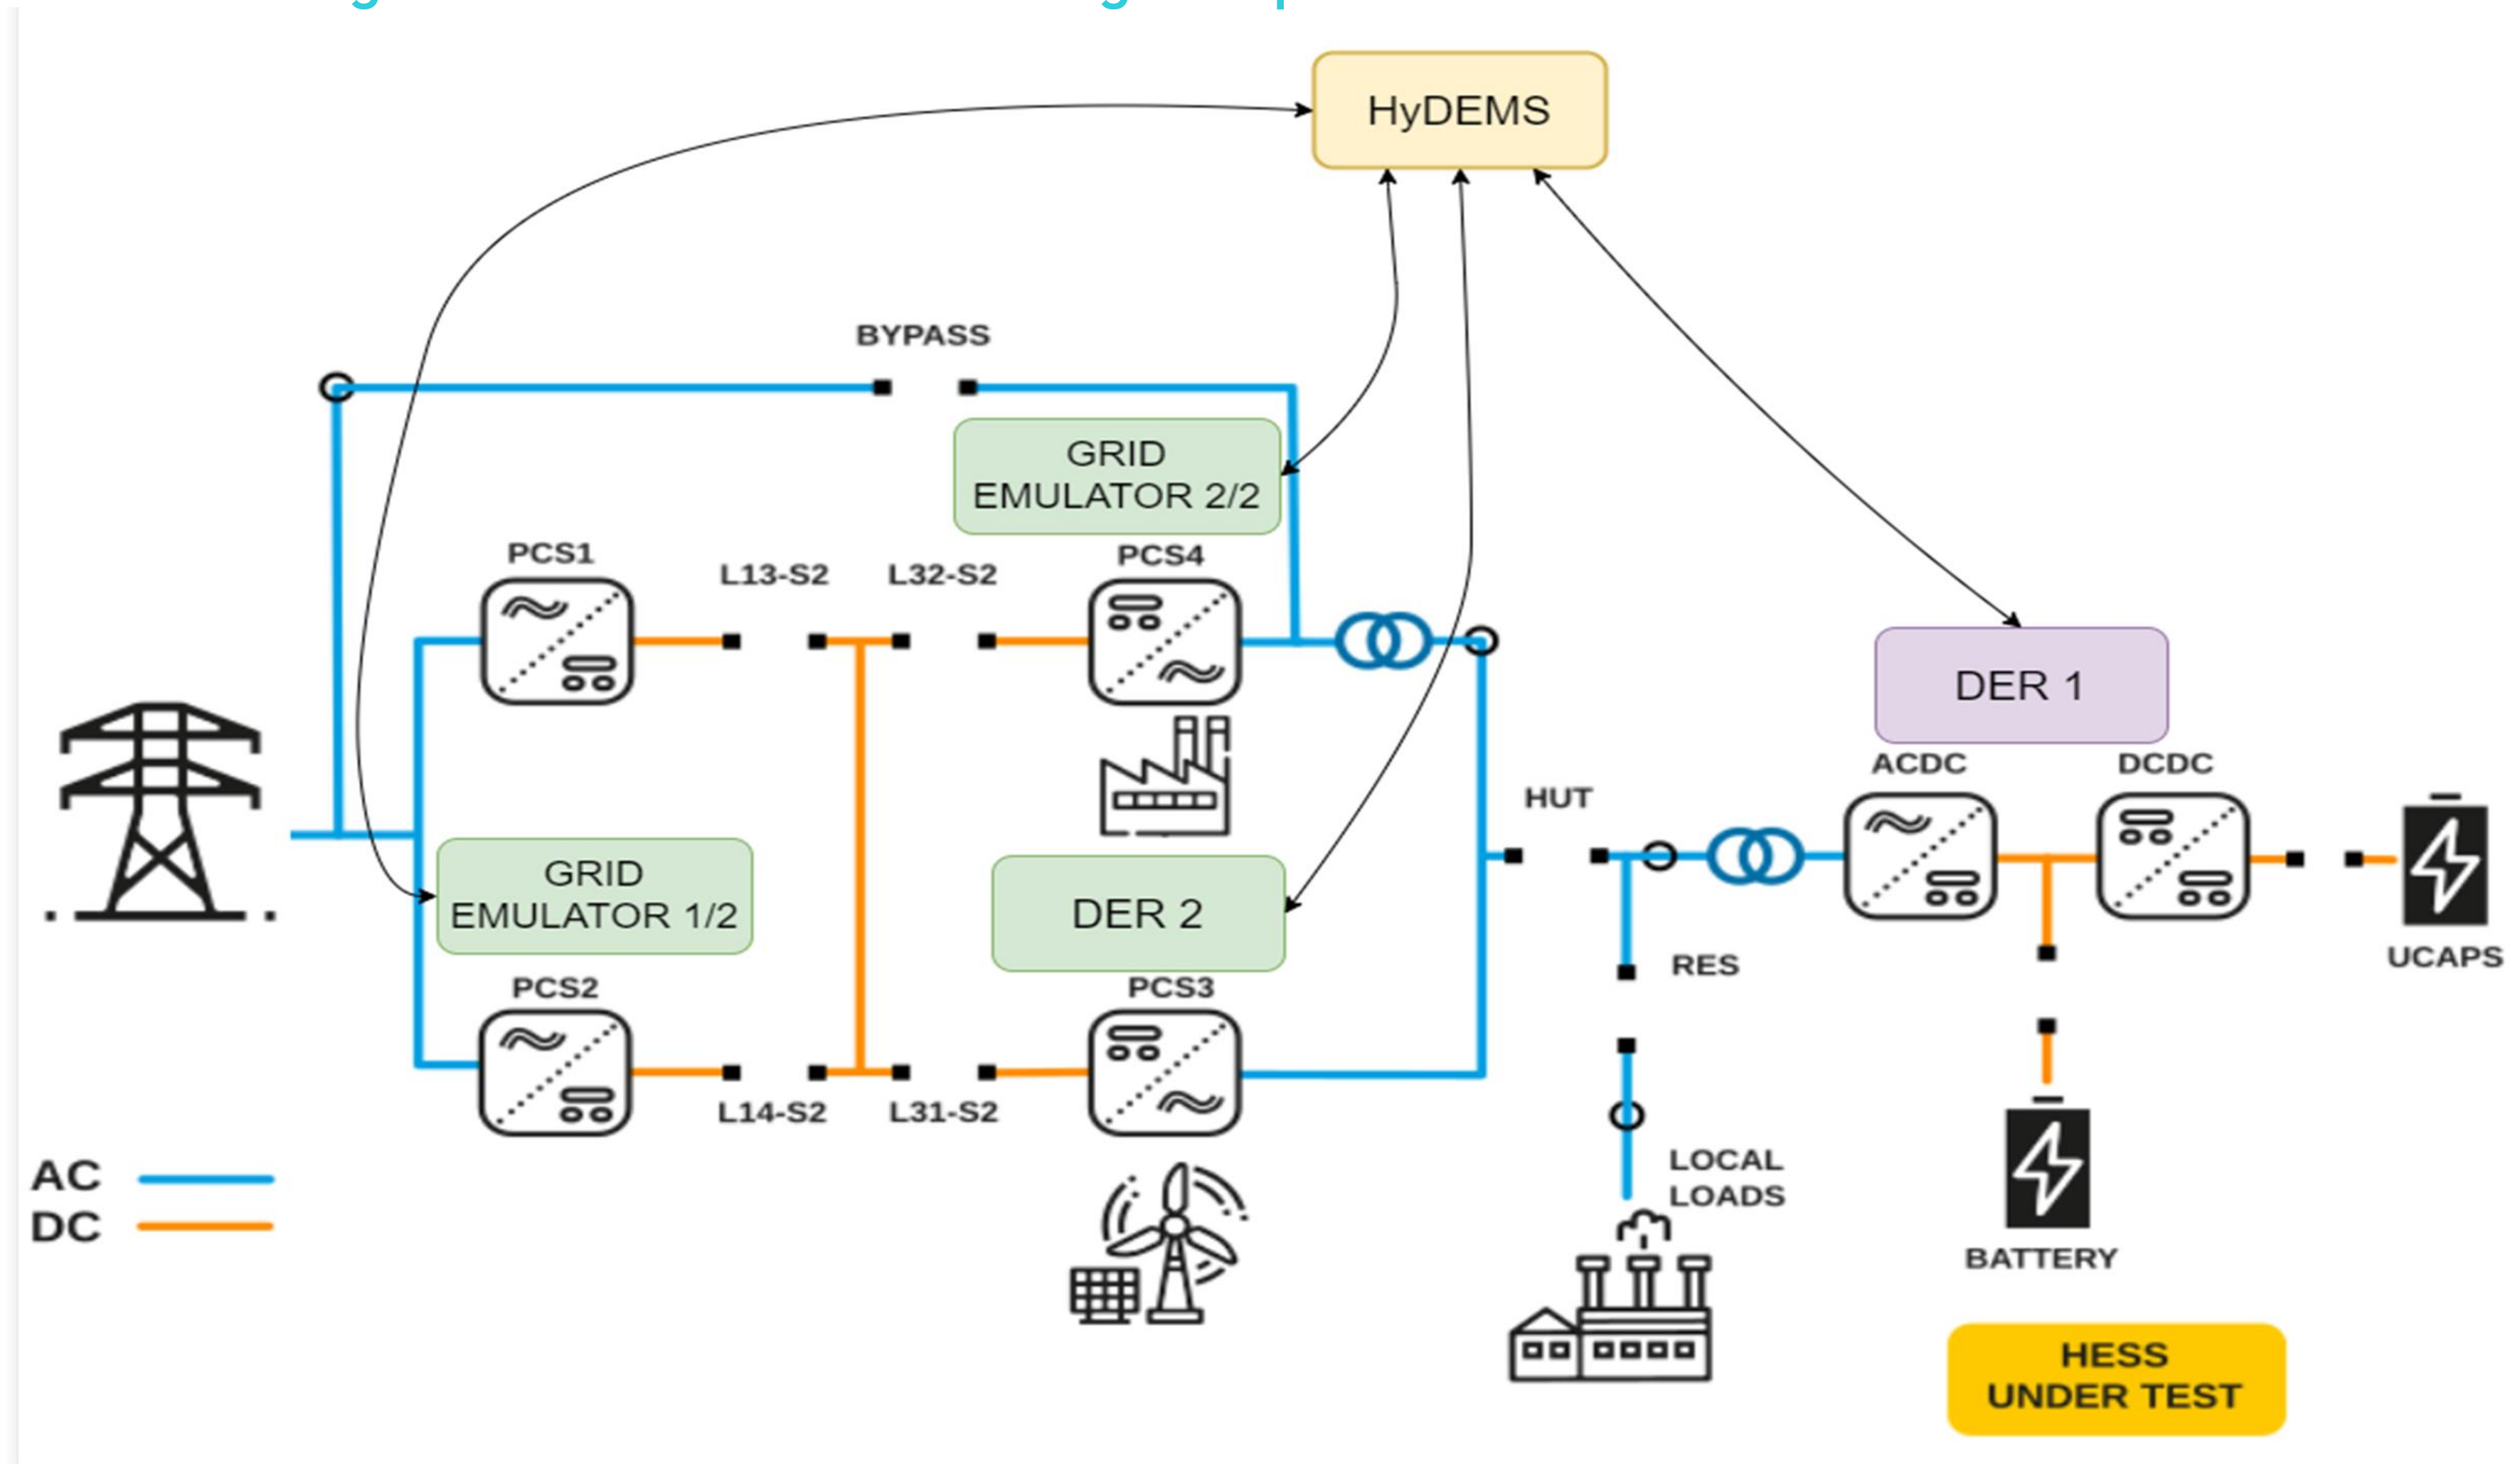 HyDEMS
BYPASS
GRID
EMULATOR 2/2
PCS1
L13-S2
L32-S2
PCS4
DER 1
ACDC
DCDC
HUT
GRID
EMULATOR 1/2
DER 2
UCAPS
RES
PCS2
PCS3
L14-S2
L31-S2
AC
DC
LOCAL
LOADS
BATTERY
HESS
UNDER TEST